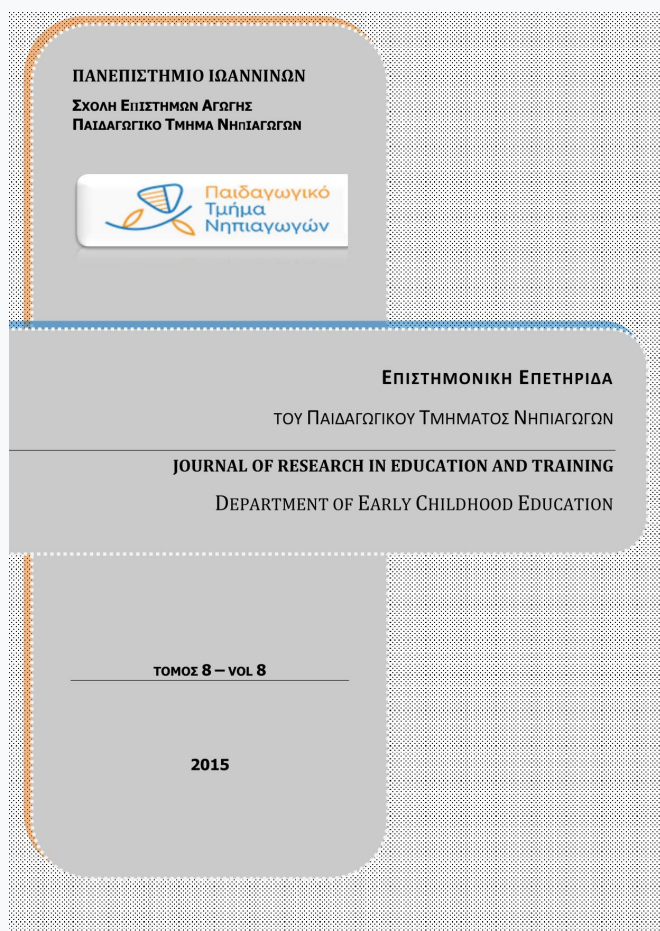 ΠΑΝΕΠΙΣΤΗΜΙΟ ΙΩΑΝΝΙΝΩΝ
ΣΧΟΛΗ ΕΠΙΣΤΗΜΩΝ ΑΓΩΓΗΣ
ΠΑΙΔΑΓΩΓΙΚΟ ΤΜΗΜΑ ΝΗΠΙΑΓΩΓΩΝ
Παιδαγωγικό
Τμήμα
Νηπιαγωγών
ΕΠΙΣΤΗΜΟΝΙΚΗ ΕΠΕΤΗΡΙΔΑ
ΤΟΥ ΠΑΙΔΑΓΩΓΙΚΟΥ ΤΜΗΜΑΤΟΣ ΝΗΠΙΑΓΩΓΩΝ
JOURNAL OF RESEARCH IN EDUCATION AND TRAINING
DEPARTMENT OF EARLY CHILDHOOD EDUCATION
ΤΟΜΟΣ 8 – VOL 8
2015